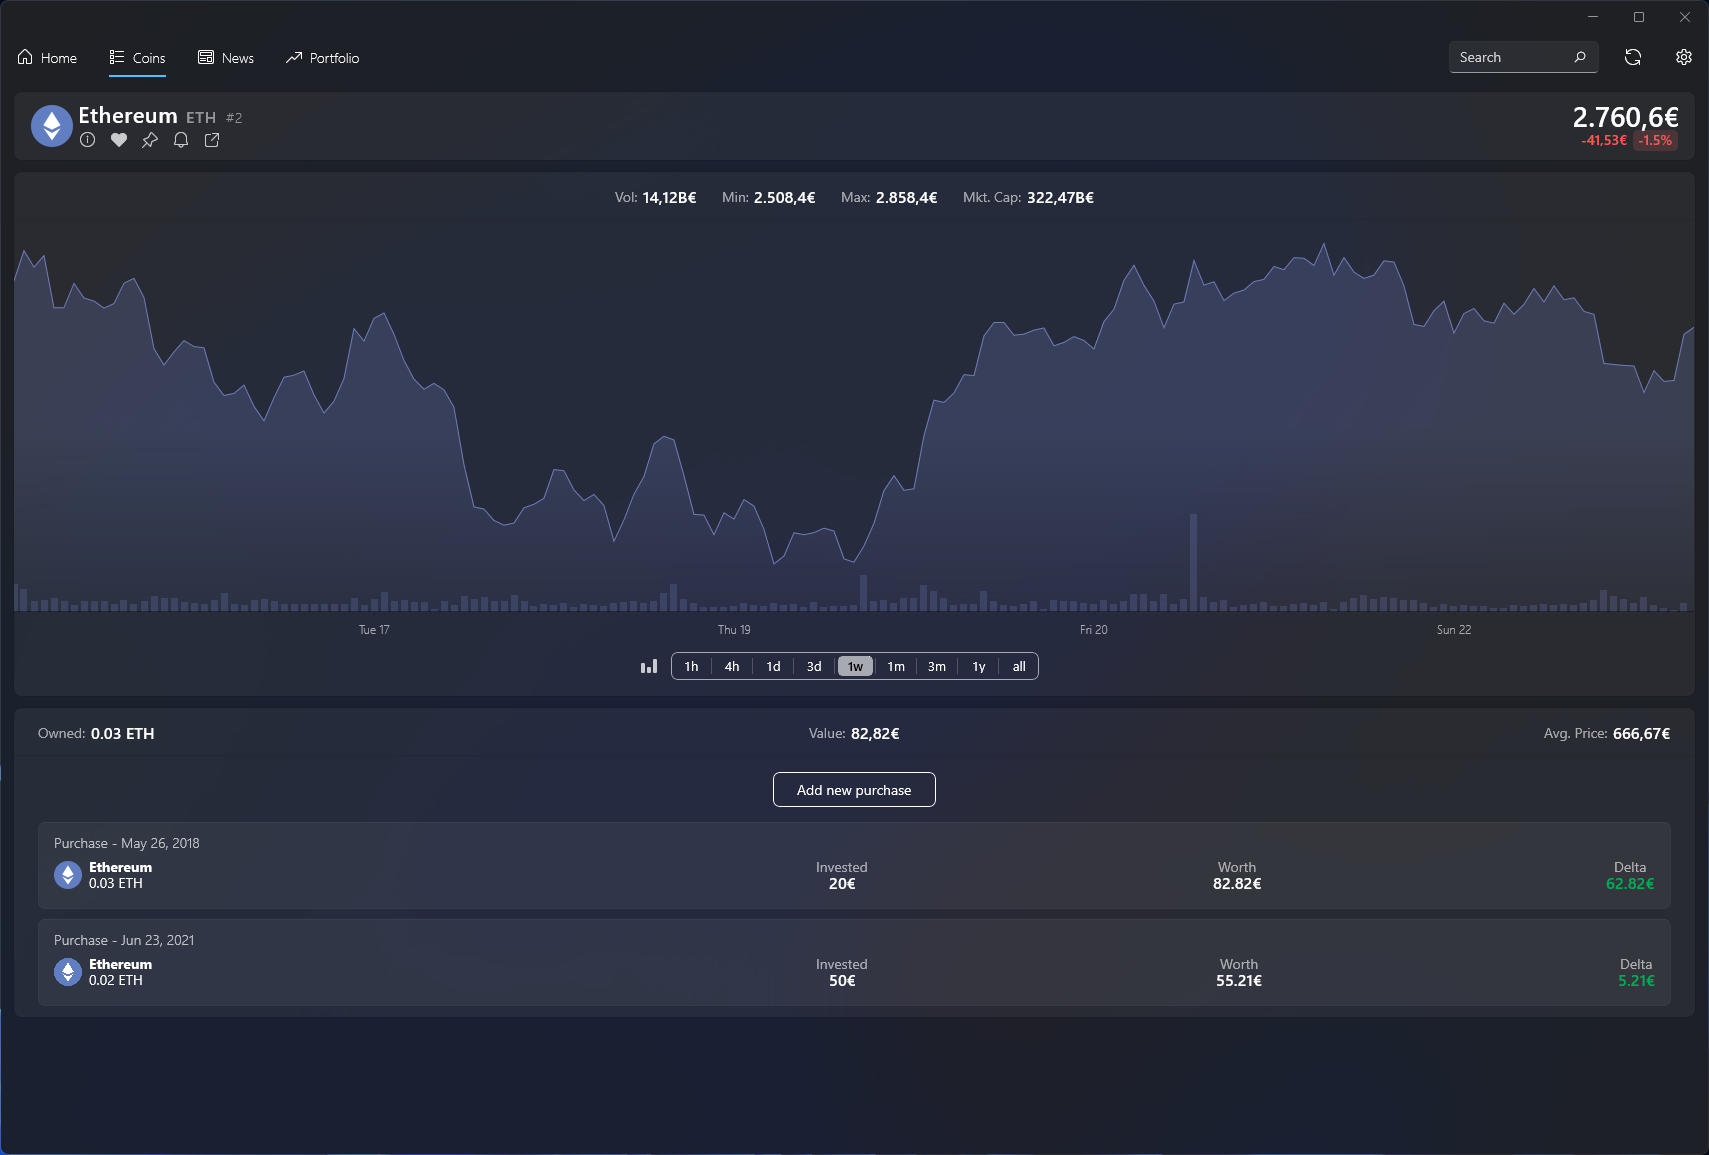 Home
Coins
News
Portfolio
Search
Ethereum ETH #2
2.760,6€
-41,53€ -1.5%
Vol: 14,12B€ Min: 2.508,4€ Max: 2.858,4€ Mkt. Cap: 322,47B€
Tue 17 Thu 19 Fri 20 Sun 22
1h 4h 1d 3d 1w 1m 3m 1y all
Owned: 0.03 ETH Value: 82,82€ Avg. Price: 666,67€
Add new purchase
Purchase - May 26, 2018
Ethereum Invested Worth Delta
0.03 ETH 20€ 82.82€ 62.82€
Purchase - Jun 23, 2021
Ethereum Invested Worth Delta
0.02 ETH 50€ 55.21€ 5.21€